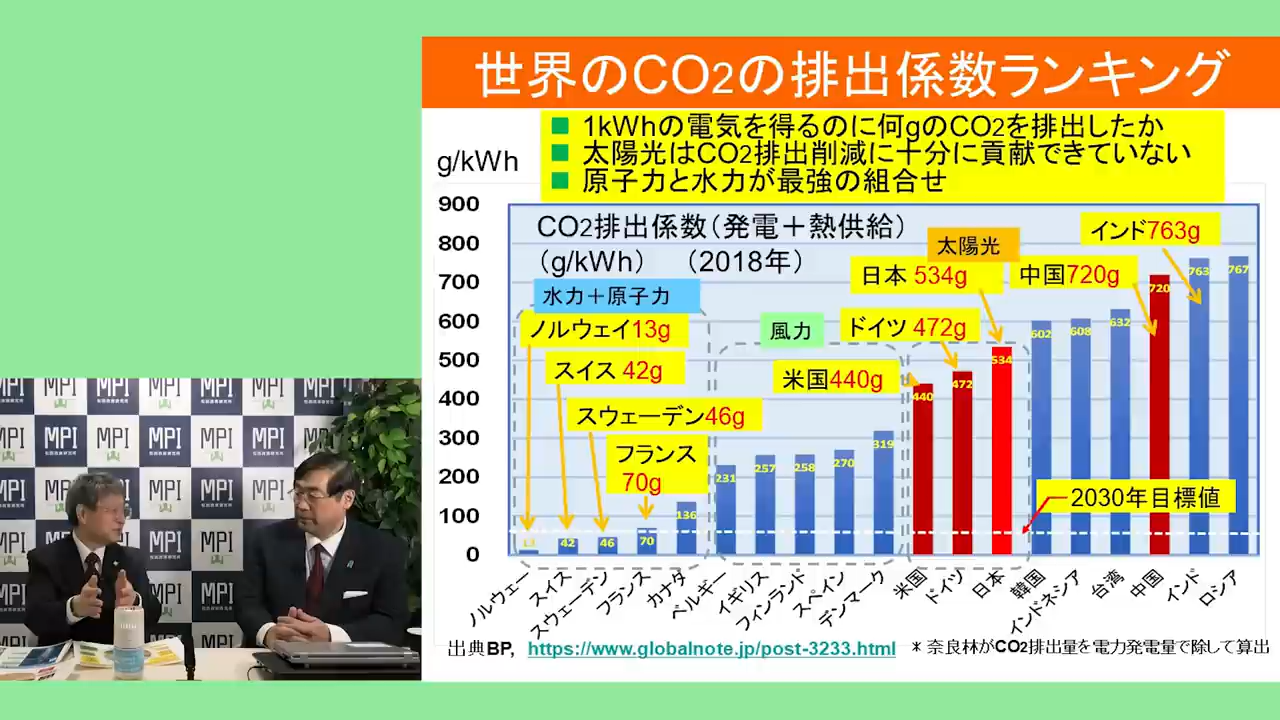 世界のCO2の排出係数ランキング
■ 1kWhの電気を得るのに何gのCO2を排出したか
■ 太陽光はCO2排出削減に十分に貢献できていない
■ 原子力と水力が最強の組合せ
g/kWh
900
800
700
600
500
400
300
200
100
0
CO2排出係数(発電＋熱供給)
(g/kWh) (2018年)
水力＋原子力
ノルウェイ13g
スイス 42g
スウェーデン46g
フランス
70g
風力
米国440g
ドイツ 472g
太陽光
日本 534g
中国720g
インド763g
2030年目標値
13
42
46
70
136
231
257
258
270
319
440
472
534
602
608
632
720
763
767
ノルウェー
スイス
スウェーデン
フランス
カナダ
ベルギー
イギリス
フィンランド
スペイン
デンマーク
米国
ドイツ
日本
韓国
インドネシア
台湾
中国
インド
ロシア
出典BP, https://www.globalnote.jp/post-3233.html
＊奈良林がCO2排出量を電力発電量で除して算出
MPI
MPI
MPI
MPI
MPI
MPI
MPI
MPI
MPI
MPI
MPI
MPI